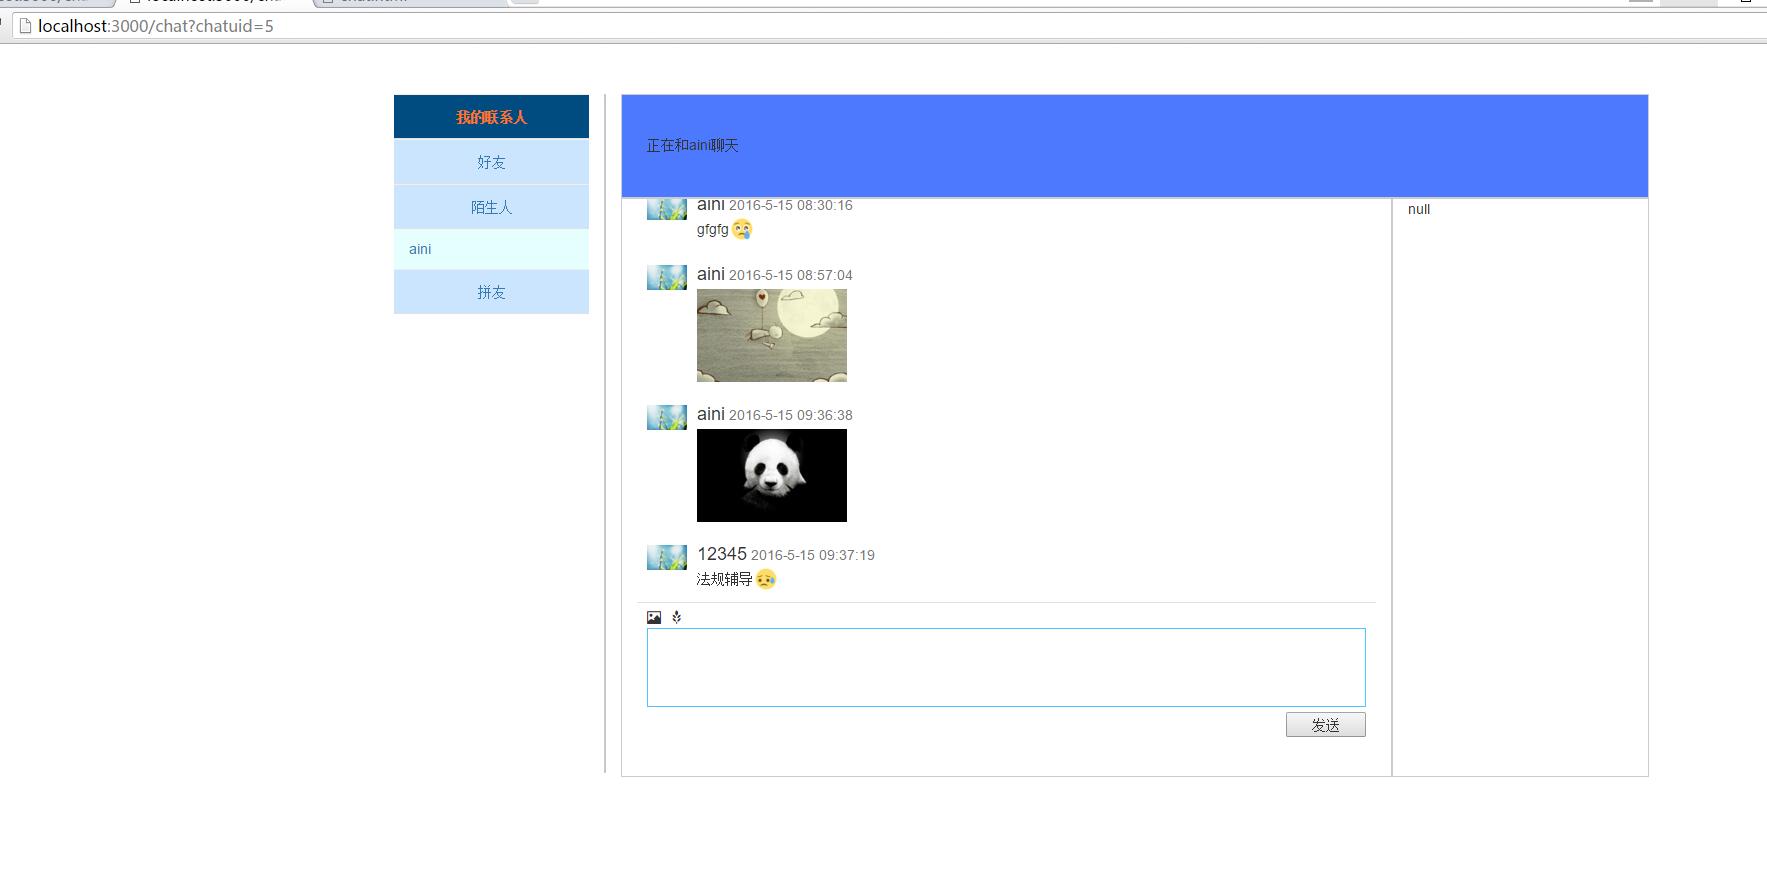 localhost:3000/chat?chatuid=5
我的联系人
好友
陌生人
aini
拼友
正在和aini聊天
aini 2016-5-15 08:30:16
gfgfg
null
aini 2016-5-15 08:57:04
aini 2016-5-15 09:36:38
12345 2016-5-15 09:37:19
法规辅导
发送